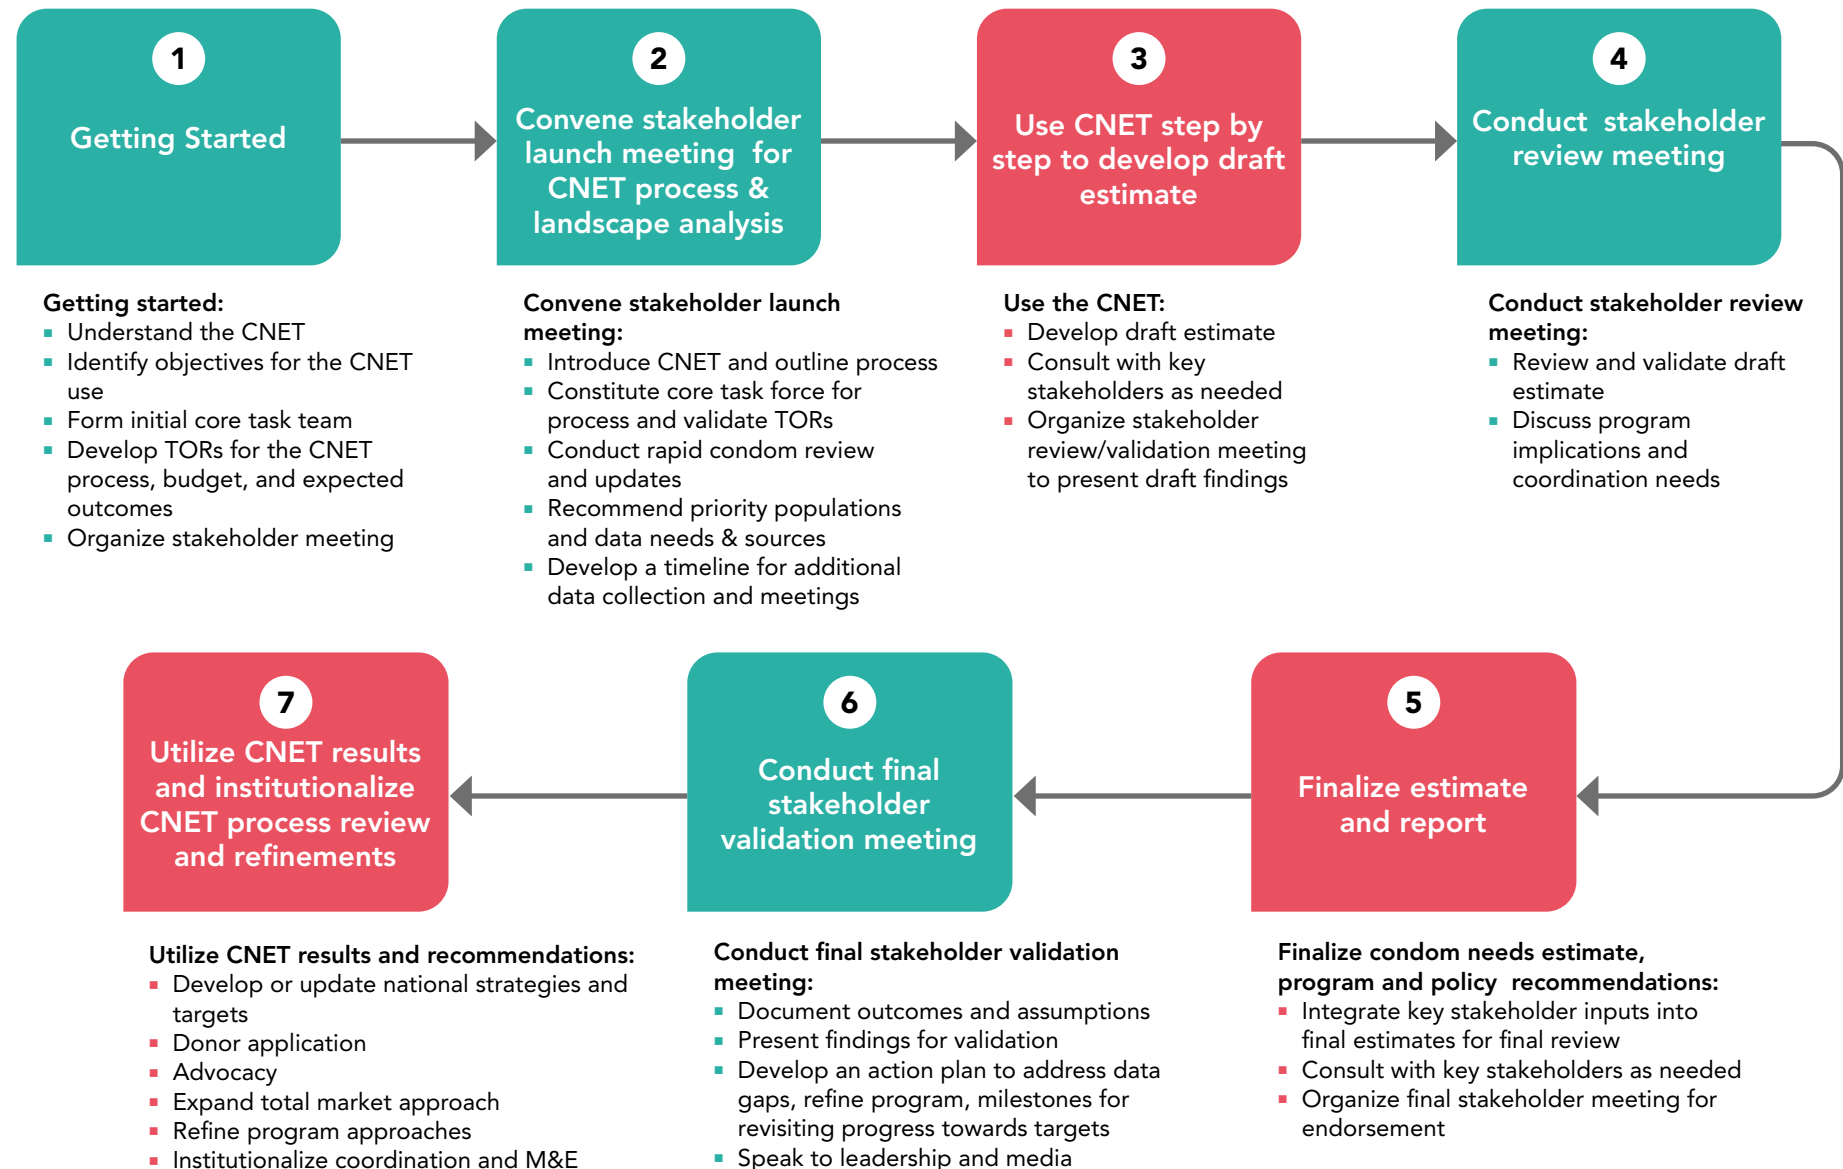 1
Getting Started
2
Convene stakeholder
launch meeting for
CNET process &
landscape analysis
3
Use CNET step by
step to develop draft
estimate
4
Conduct stakeholder
review meeting
Getting started:
▪ Understand the CNET
▪ Identify objectives for the CNET
use
▪ Form initial core task team
▪ Develop TORs for the CNET
process, budget, and expected
outcomes
▪ Organize stakeholder meeting
Convene stakeholder launch
meeting:
▪ Introduce CNET and outline process
▪ Constitute core task force for
process and validate TORs
▪ Conduct rapid condom review
and updates
▪ Recommend priority populations
and data needs & sources
▪ Develop a timeline for additional
data collection and meetings
Use the CNET:
▪ Develop draft estimate
▪ Consult with key
stakeholders as needed
▪ Organize stakeholder
review/validation meeting
to present draft findings
Conduct stakeholder review
meeting:
▪ Review and validate draft
estimate
▪ Discuss program
implications and
coordination needs
7
Utilize CNET results
and institutionalize
CNET process review
and refinements
6
Conduct final
stakeholder
validation meeting
5
Finalize estimate
and report
Utilize CNET results and recommendations:
▪ Develop or update national strategies and
targets
▪ Donor application
▪ Advocacy
▪ Expand total market approach
▪ Refine program approaches
▪ Institutionalize coordination and M&E
Conduct final stakeholder validation
meeting:
▪ Document outcomes and assumptions
▪ Present findings for validation
▪ Develop an action plan to address data
gaps, refine program, milestones for
revisiting progress towards targets
▪ Speak to leadership and media
Finalize condom needs estimate,
program and policy recommendations:
▪ Integrate key stakeholder inputs into
final estimates for final review
▪ Consult with key stakeholders as needed
▪ Organize final stakeholder meeting for
endorsement